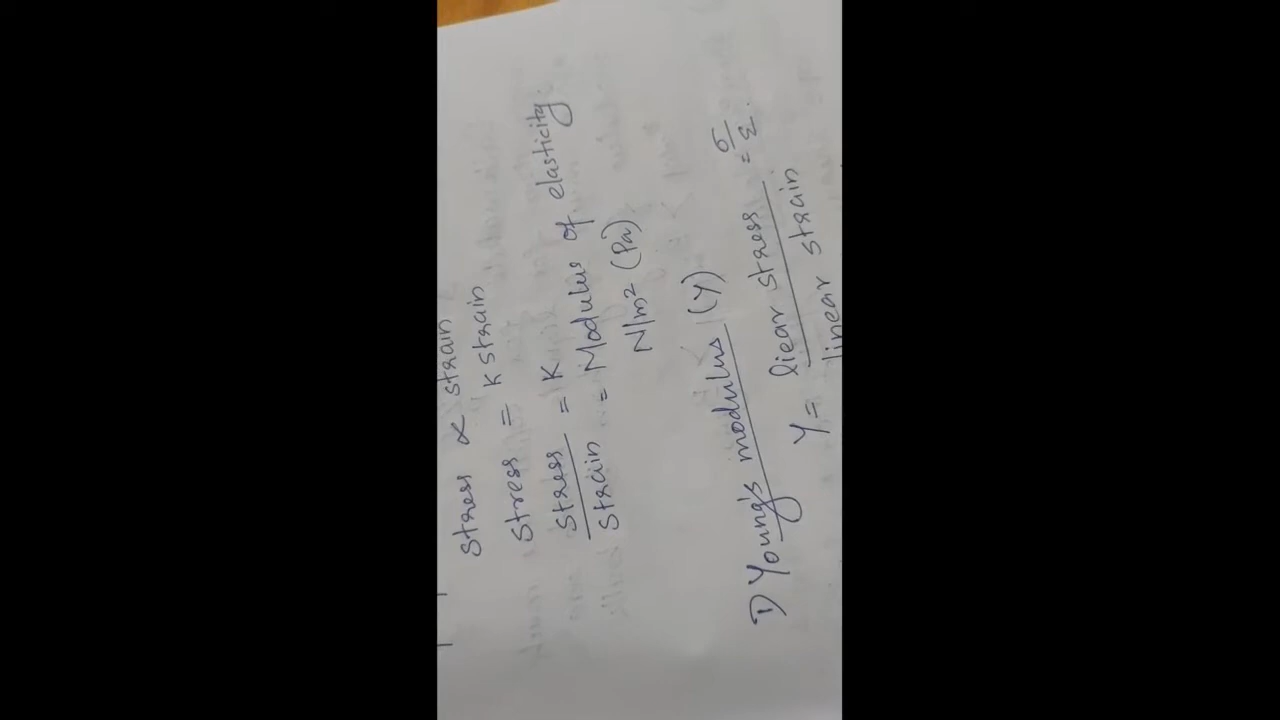 Stress ∝ strain
Stress = K strain
Stress = K
Strain = Modulus of elasticity.
N/m² (Pa)
1) Young's modulus (Y)
Y = liear stress = σ
linear strain ε.